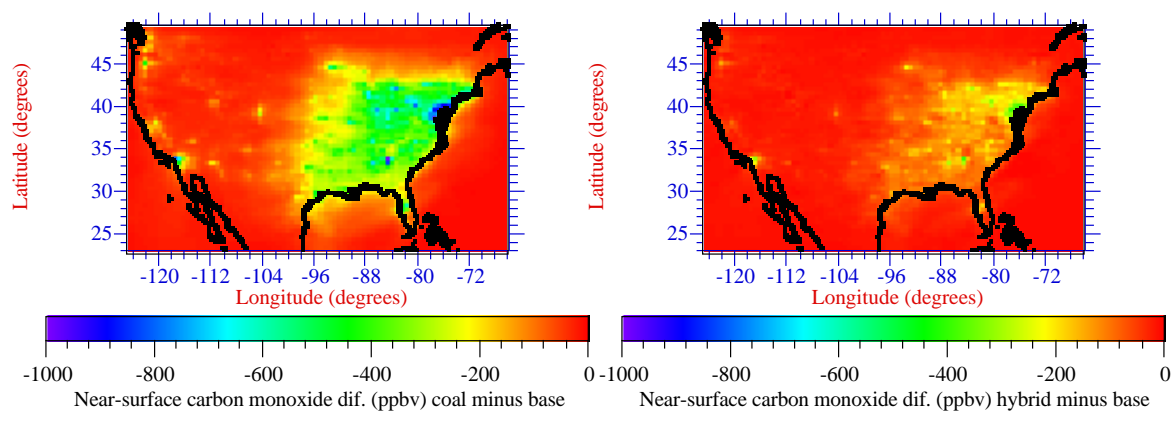 45
40
35
30
25
Latitude (degrees)
-120 -112 -104 -96 -88 -80 -72
Longitude (degrees)
-1000 -800 -600 -400 -200 0
Near-surface carbon monoxide dif. (ppbv) coal minus base
45
40
35
30
25
Latitude (degrees)
-120 -112 -104 -96 -88 -80 -72
Longitude (degrees)
-1000 -800 -600 -400 -200 0
Near-surface carbon monoxide dif. (ppbv) hybrid minus base